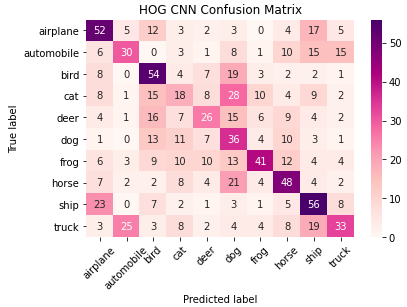 HOG CNN Confusion Matrix
True label
airplane 52 5 12 3 2 3 0 4 17 5
automobile 6 30 0 3 1 8 1 10 15 15
bird 8 0 54 4 7 19 3 2 2 1
cat 8 1 15 18 8 28 10 4 9 2
deer 4 1 16 7 26 15 6 9 4 2
dog 1 0 13 11 7 36 4 10 3 1
frog 6 3 9 10 10 13 41 12 4 4
horse 7 2 2 8 4 21 4 48 4 2
ship 23 0 7 2 1 3 1 5 56 8
truck 3 25 3 8 2 4 4 8 19 33
airplane automobile bird cat deer dog frog horse ship truck
Predicted label
50
40
30
20
10
0